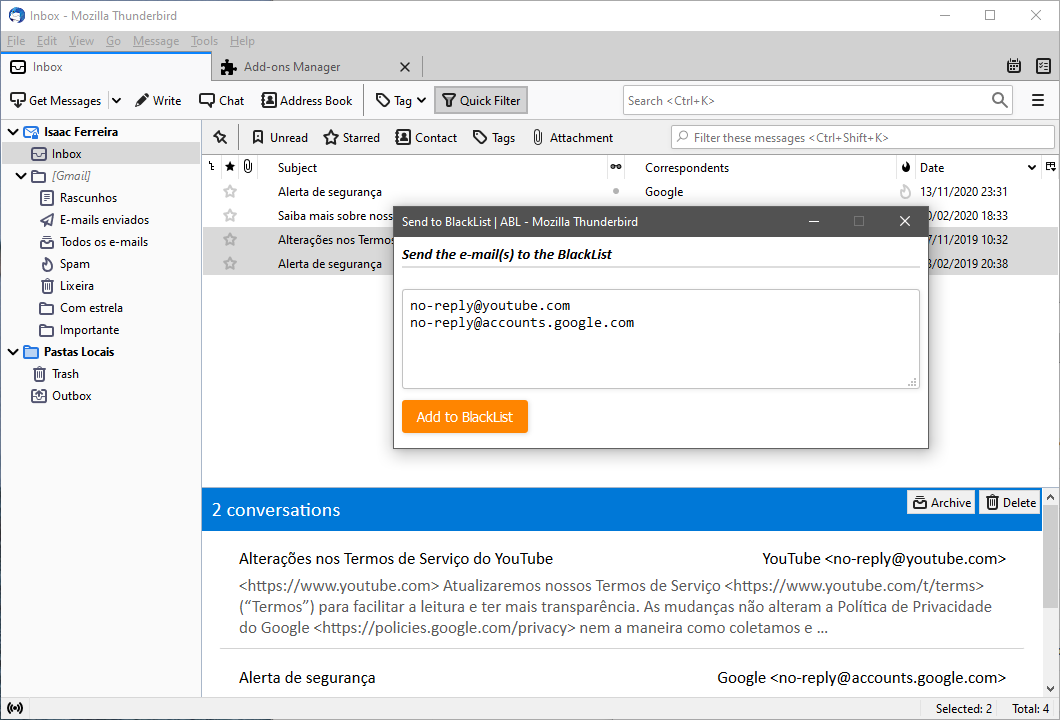 Inbox - Mozilla Thunderbird
File Edit View Go Message Tools Help
Inbox
Add-ons Manager
Get Messages Write Chat Address Book Tag Quick Filter Search <Ctrl+K>
Isaac Ferreira
Inbox
[Gmail]
Rascunhos
E-mails enviados
Todos os e-mails
Spam
Lixeira
Com estrela
Importante
Pastas Locais
Trash
Outbox
Unread Starred Contact Tags Attachment Filter these messages <Ctrl+Shift+K>
Subject Correspondents Date
Alerta de segurança Google 13/11/2020 23:31
Saiba mais sobre noss 0/02/2020 18:33
Alterações nos Termos 7/11/2019 10:32
Alerta de segurança 3/02/2019 20:38
Send to BlackList | ABL - Mozilla Thunderbird
Send the e-mail(s) to the BlackList
no-reply@youtube.com
no-reply@accounts.google.com
Add to BlackList
2 conversations
Archive Delete
Alterações nos Termos de Serviço do YouTube YouTube <no-reply@youtube.com>
<https://www.youtube.com> Atualizaremos nossos Termos de Serviço <https://www.youtube.com/t/terms>
(“Termos”) para facilitar a leitura e ter mais transparência. As mudanças não alteram a Política de Privacidade
do Google <https://policies.google.com/privacy> nem a maneira como coletamos e ...
Alerta de segurança Google <no-reply@accounts.google.com>
Selected: 2 Total: 4